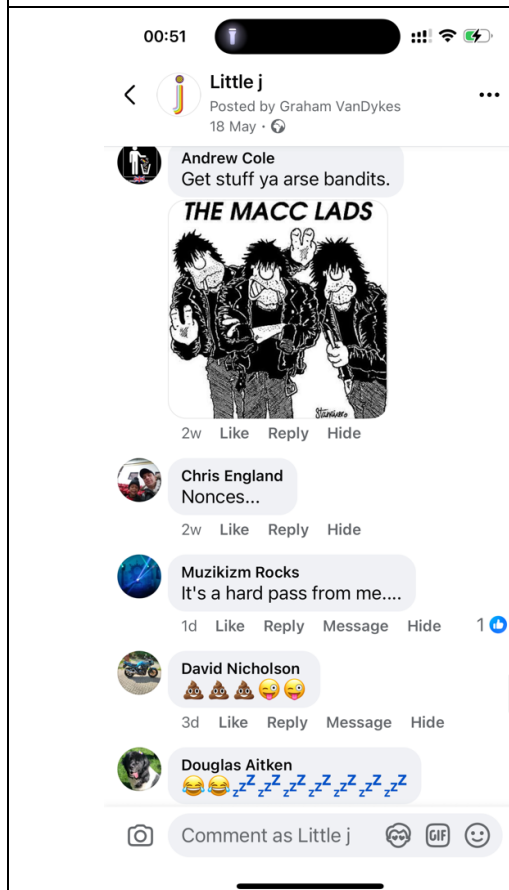 00:51
Little j
Posted by Graham VanDykes
18 May ·
Andrew Cole
Get stuff ya arse bandits.
THE MACC LADS
2w Like Reply Hide
Chris England
Nonces...
2w Like Reply Hide
Muzikizm Rocks
It's a hard pass from me....
1d Like Reply Message Hide 1
David Nicholson
💩💩💩😜😜
3d Like Reply Message Hide
Douglas Aitken
😂😂💤💤💤💤💤💤💤
Comment as Little j GIF